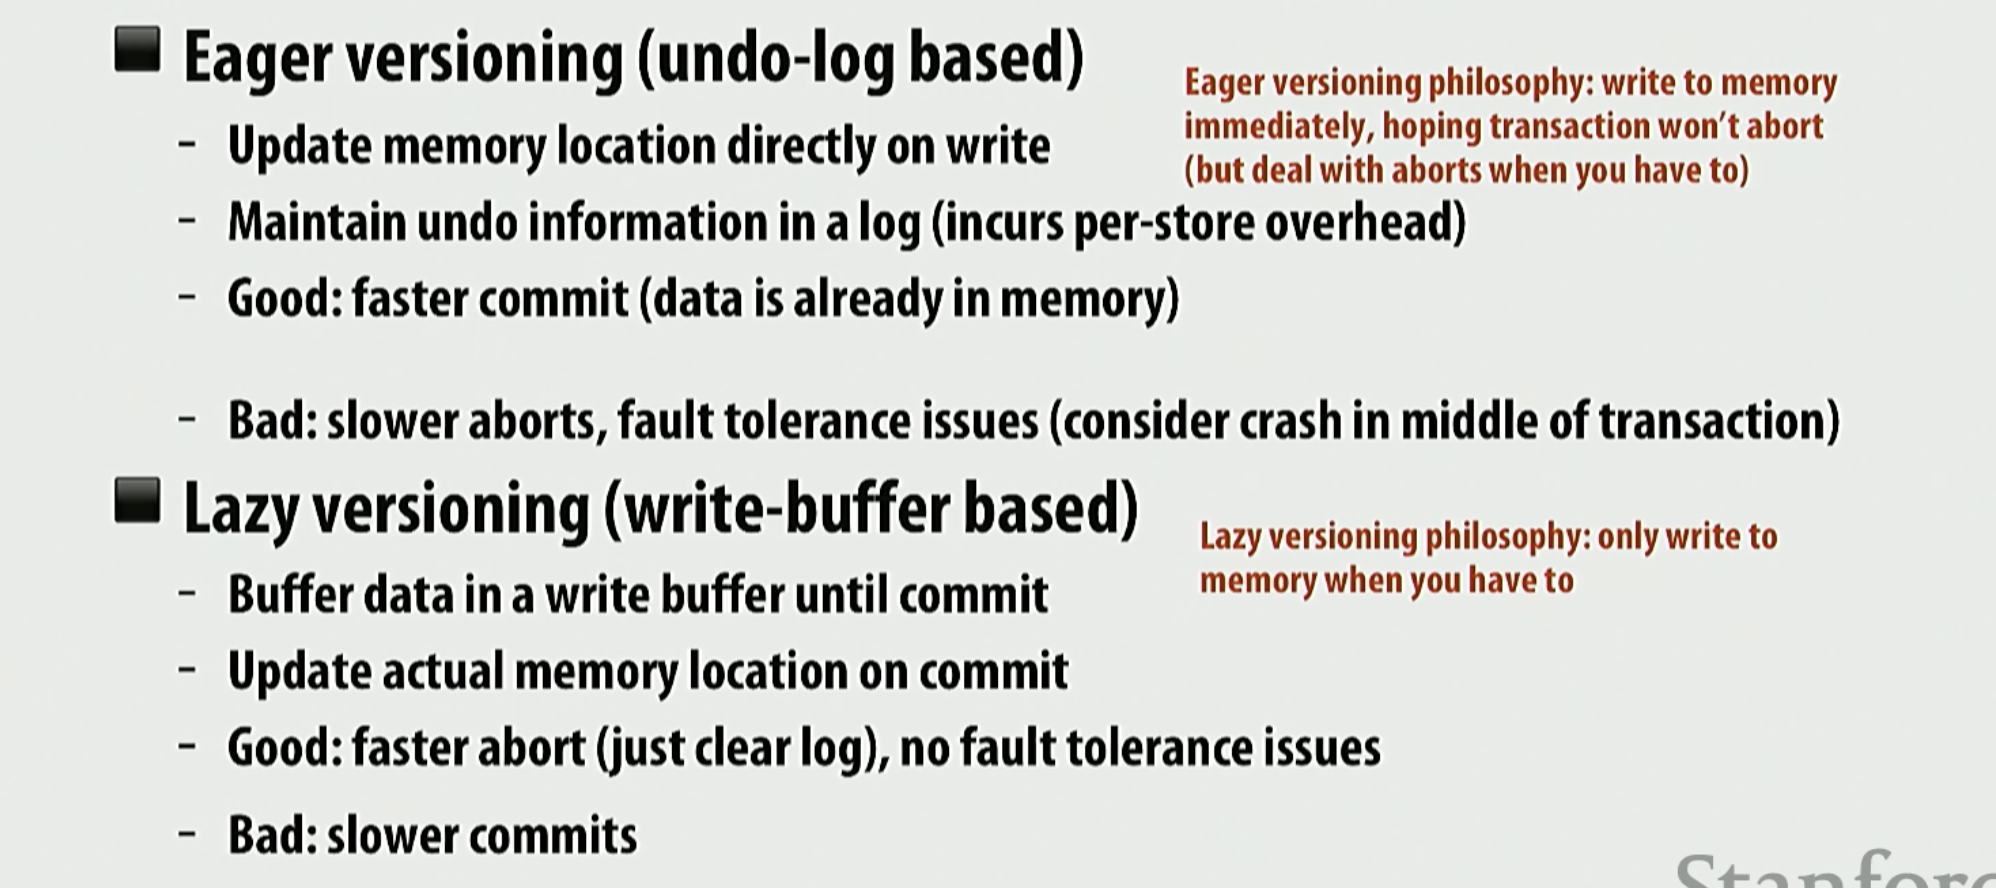 Eager versioning (undo-log based)
Eager versioning philosophy: write to memory
immediately, hoping transaction won't abort
(but deal with aborts when you have to)
– Update memory location directly on write
– Maintain undo information in a log (incurs per-store overhead)
– Good: faster commit (data is already in memory)
– Bad: slower aborts, fault tolerance issues (consider crash in middle of transaction)
Lazy versioning (write-buffer based)
Lazy versioning philosophy: only write to
memory when you have to
– Buffer data in a write buffer until commit
– Update actual memory location on commit
– Good: faster abort (just clear log), no fault tolerance issues
– Bad: slower commits